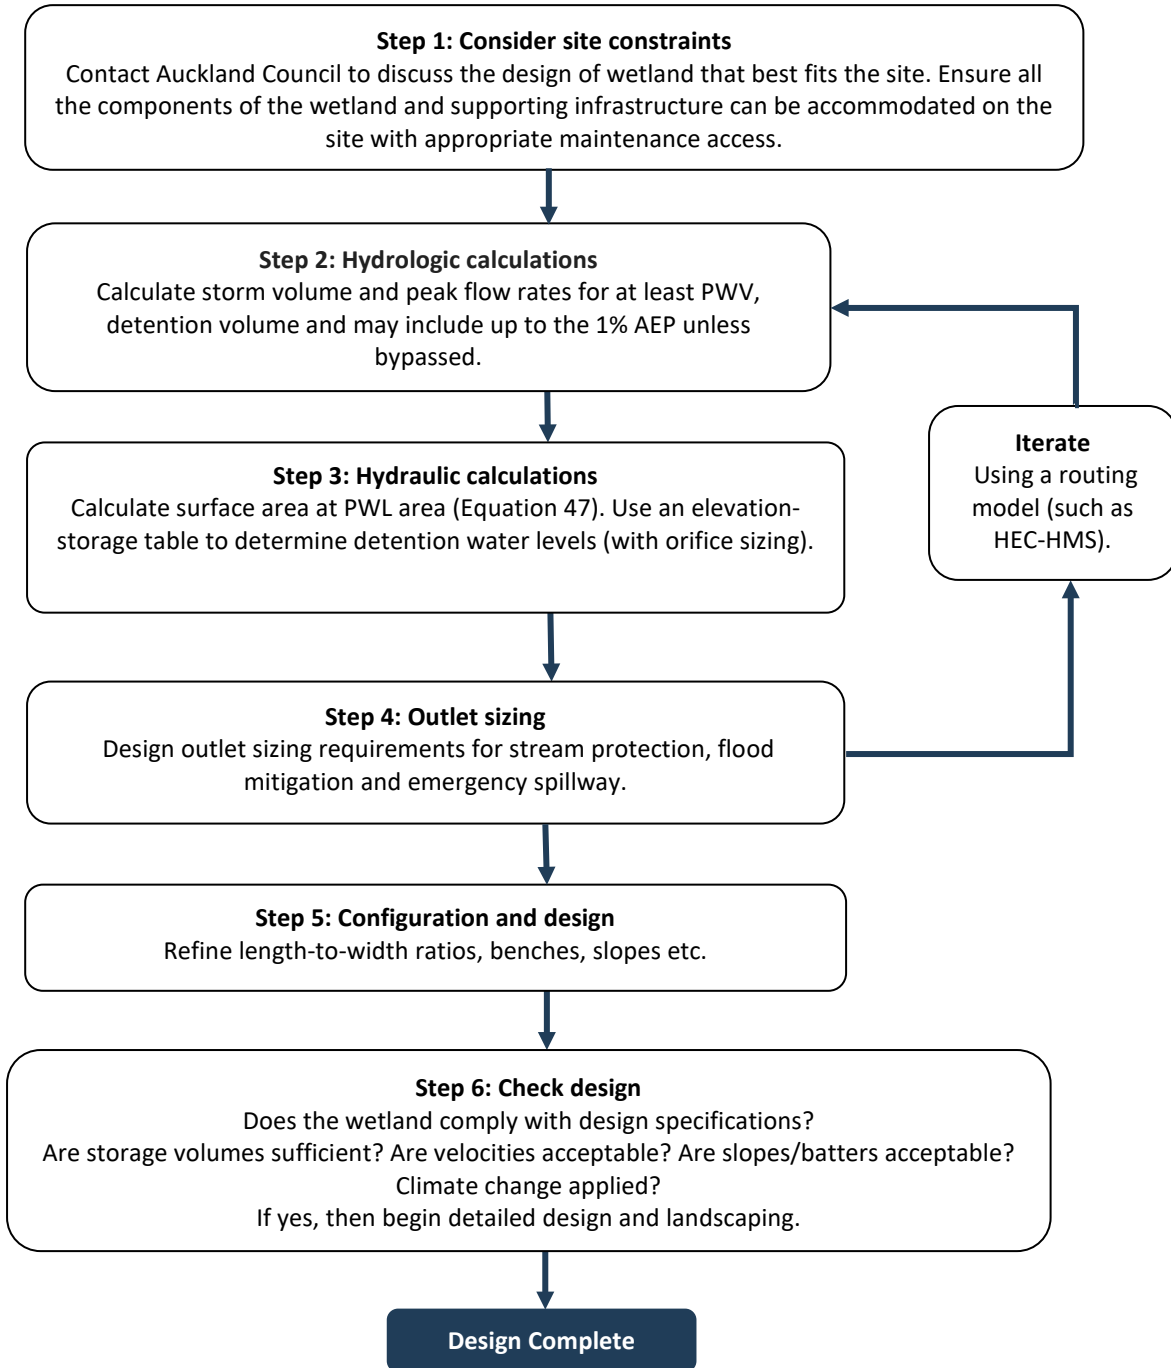 Step 1: Consider site constraints
Contact Auckland Council to discuss the design of wetland that best fits the site. Ensure all
the components of the wetland and supporting infrastructure can be accommodated on the
site with appropriate maintenance access.
Step 2: Hydrologic calculations
Calculate storm volume and peak flow rates for at least PWV,
detention volume and may include up to the 1% AEP unless
bypassed.
Iterate
Using a routing
model (such as
HEC-HMS).
Step 3: Hydraulic calculations
Calculate surface area at PWL area (Equation 47). Use an elevation-
storage table to determine detention water levels (with orifice sizing).
Step 4: Outlet sizing
Design outlet sizing requirements for stream protection, flood
mitigation and emergency spillway.
Step 5: Configuration and design
Refine length-to-width ratios, benches, slopes etc.
Step 6: Check design
Does the wetland comply with design specifications?
Are storage volumes sufficient? Are velocities acceptable? Are slopes/batters acceptable?
Climate change applied?
If yes, then begin detailed design and landscaping.
Design Complete